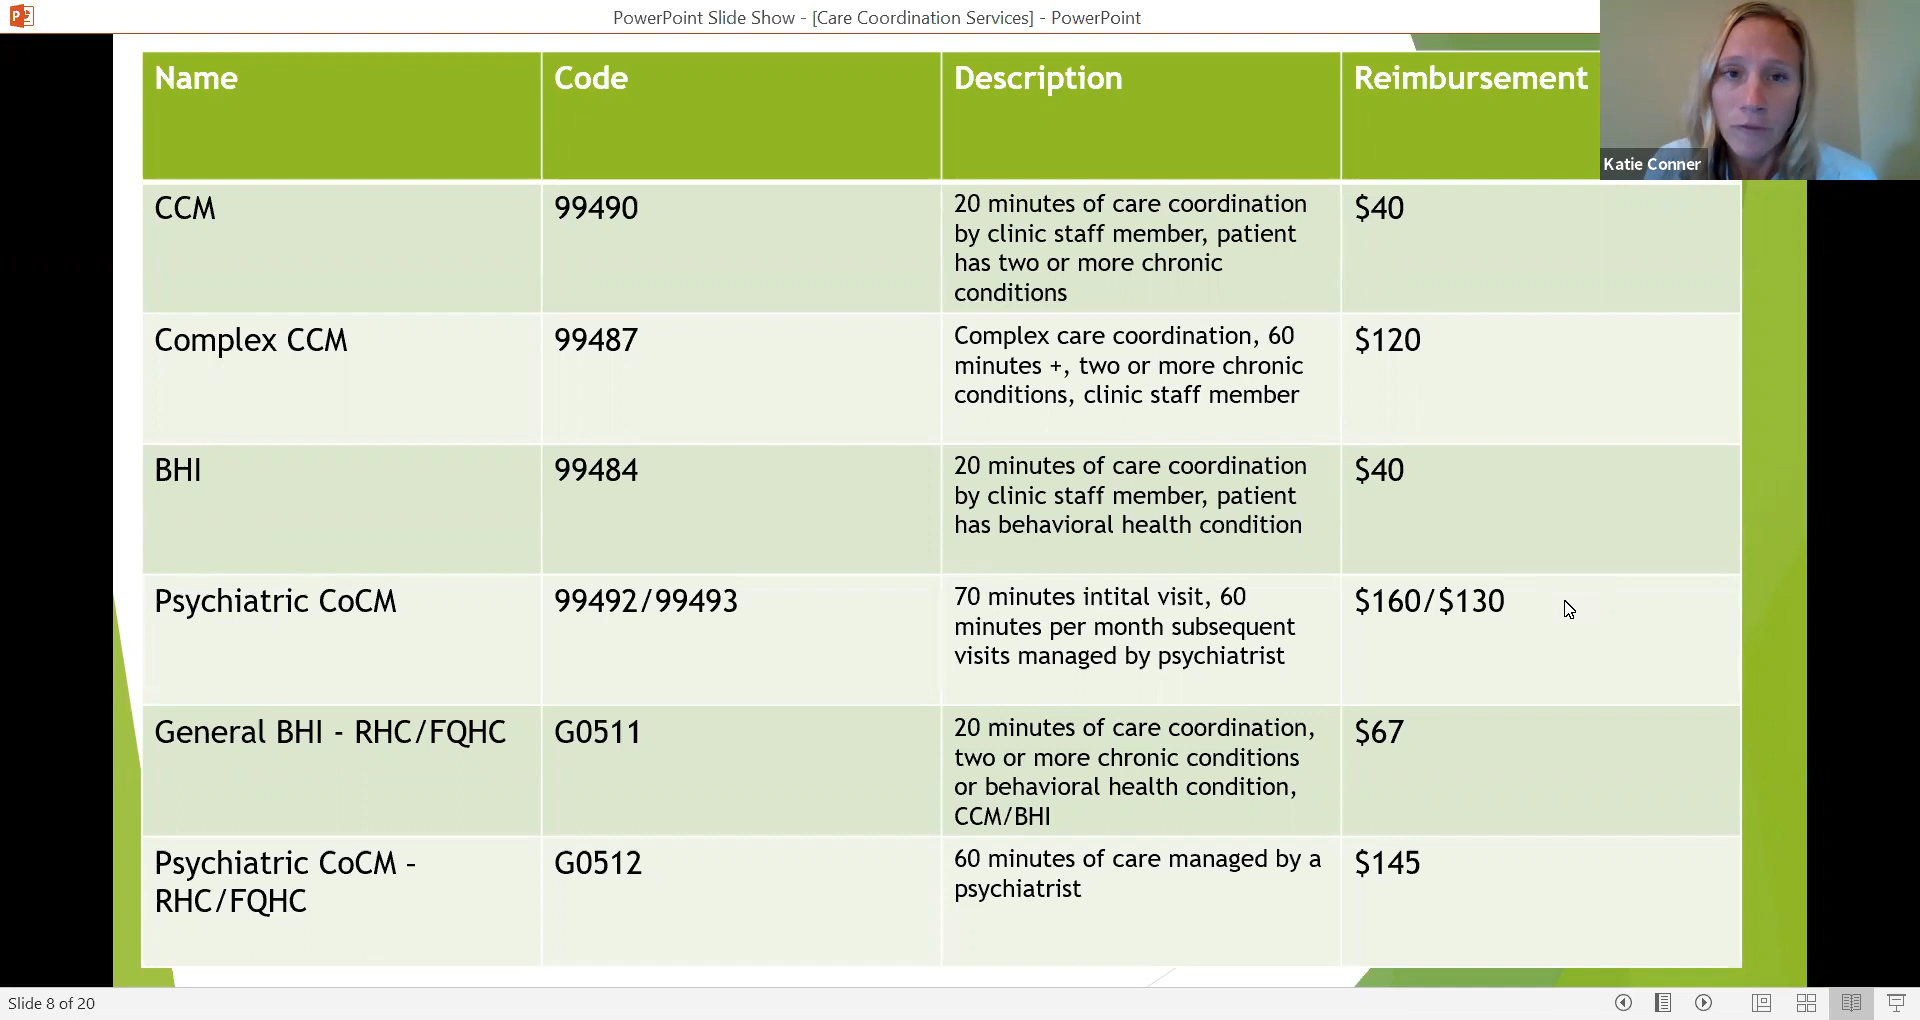 PowerPoint Slide Show - [Care Coordination Services] - PowerPoint
Name
Code
Description
Reimbursement
Katie Conner
CCM
99490
20 minutes of care coordination
by clinic staff member, patient
has two or more chronic
conditions
$40
Complex CCM
99487
Complex care coordination, 60
minutes +, two or more chronic
conditions, clinic staff member
$120
BHI
99484
20 minutes of care coordination
by clinic staff member, patient
has behavioral health condition
$40
Psychiatric CoCM
99492/99493
70 minutes intital visit, 60
minutes per month subsequent
visits managed by psychiatrist
$160/$130
General BHI - RHC/FQHC
G0511
20 minutes of care coordination,
two or more chronic conditions
or behavioral health condition,
CCM/BHI
$67
Psychiatric CoCM -
RHC/FQHC
G0512
60 minutes of care managed by a
psychiatrist
$145
Slide 8 of 20